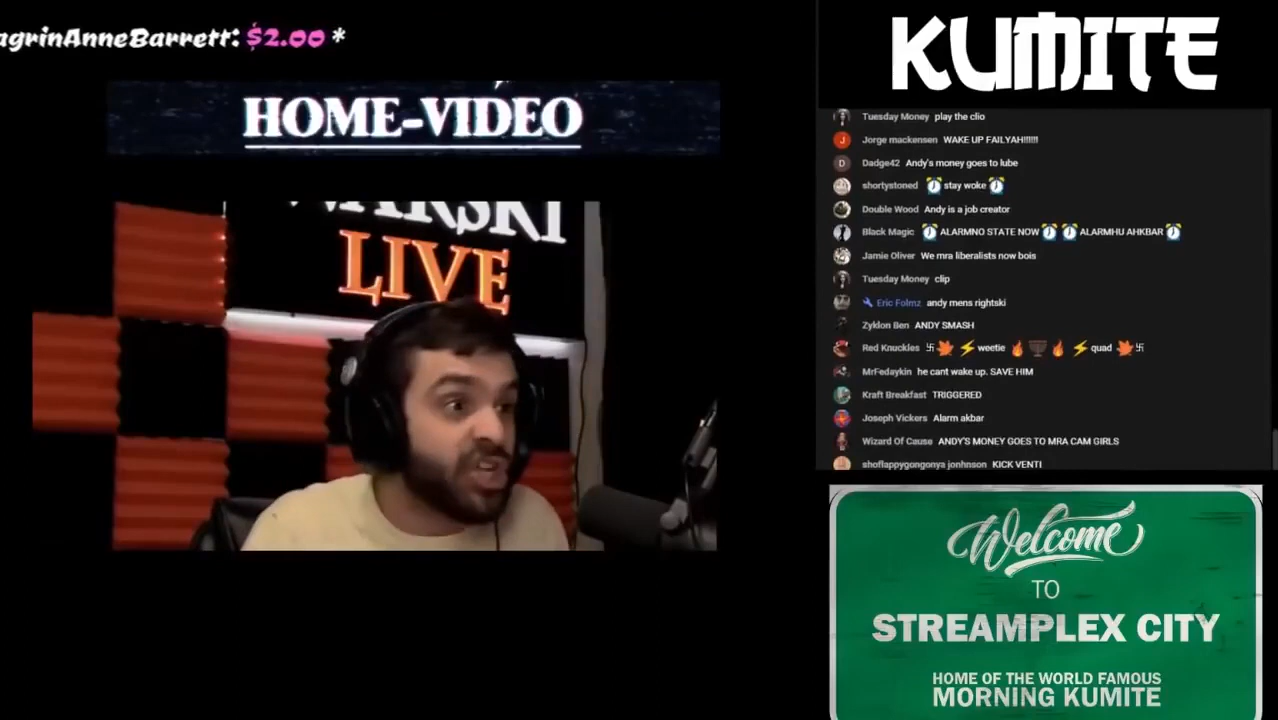 agrinAnneBarrett: $2.00 *
HOME-VIDEO
WARSKI
LIVE
KUMITE
Tuesday Money play the clio
Jorge mackensen WAKE UP FAILYAH!!!!!!
Dadge42 Andy's money goes to lube
shortystoned ⏰ stay woke ⏰
Double Wood Andy is a job creator
Black Magic ⏰ ALARMNO STATE NOW ⏰ ⏰ ALARMHU AHKBAR ⏰
Jamie Oliver We mra liberalists now bois
Tuesday Money clip
Eric Folmz andy mens rightski
Zyklon Ben ANDY SMASH
Red Knuckles 卐🍁 ⚡ weetie 🔥🕎🔥 ⚡ quad 🍁卐
MrFedaykin he cant wake up. SAVE HIM
Kraft Breakfast TRIGGERED
Joseph Vickers Alarm akbar
Wizard Of Cause ANDY'S MONEY GOES TO MRA CAM GIRLS
shoflappygongonya jonhnson KICK VENTI
Welcome
TO
STREAMPLEX CITY
HOME OF THE WORLD FAMOUS
MORNING KUMITE